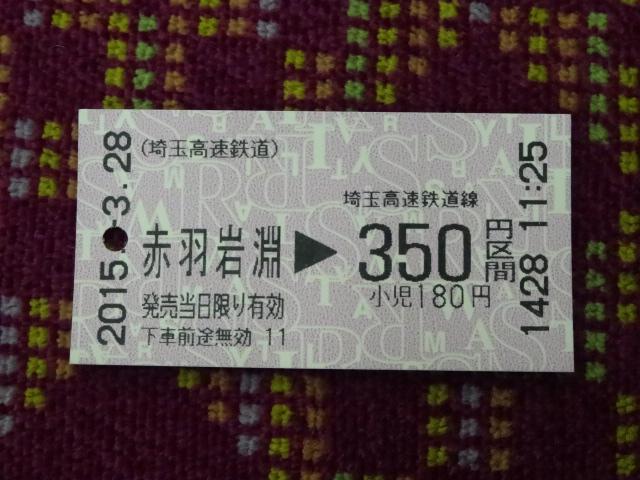 2015.-3.28
(埼玉高速鉄道)
埼玉高速鉄道線
赤羽岩淵▶350円区間
小児180円
発売当日限り有効
下車前途無効 11
1428 11:25